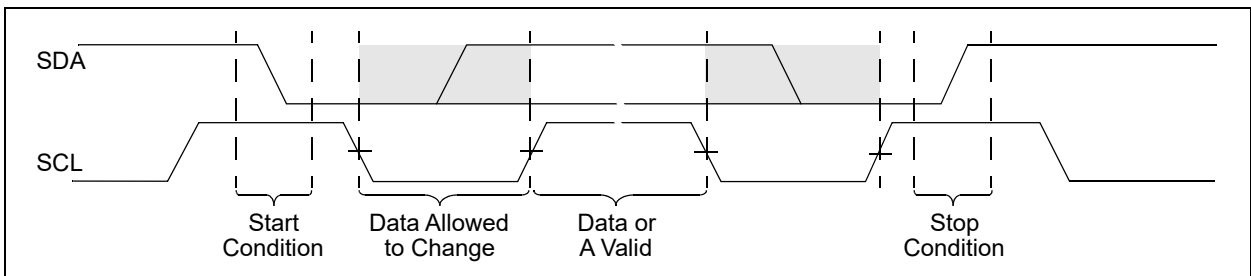 SDA
SCL
Start
Condition
Data Allowed
to Change
Data or
A Valid
Stop
Condition